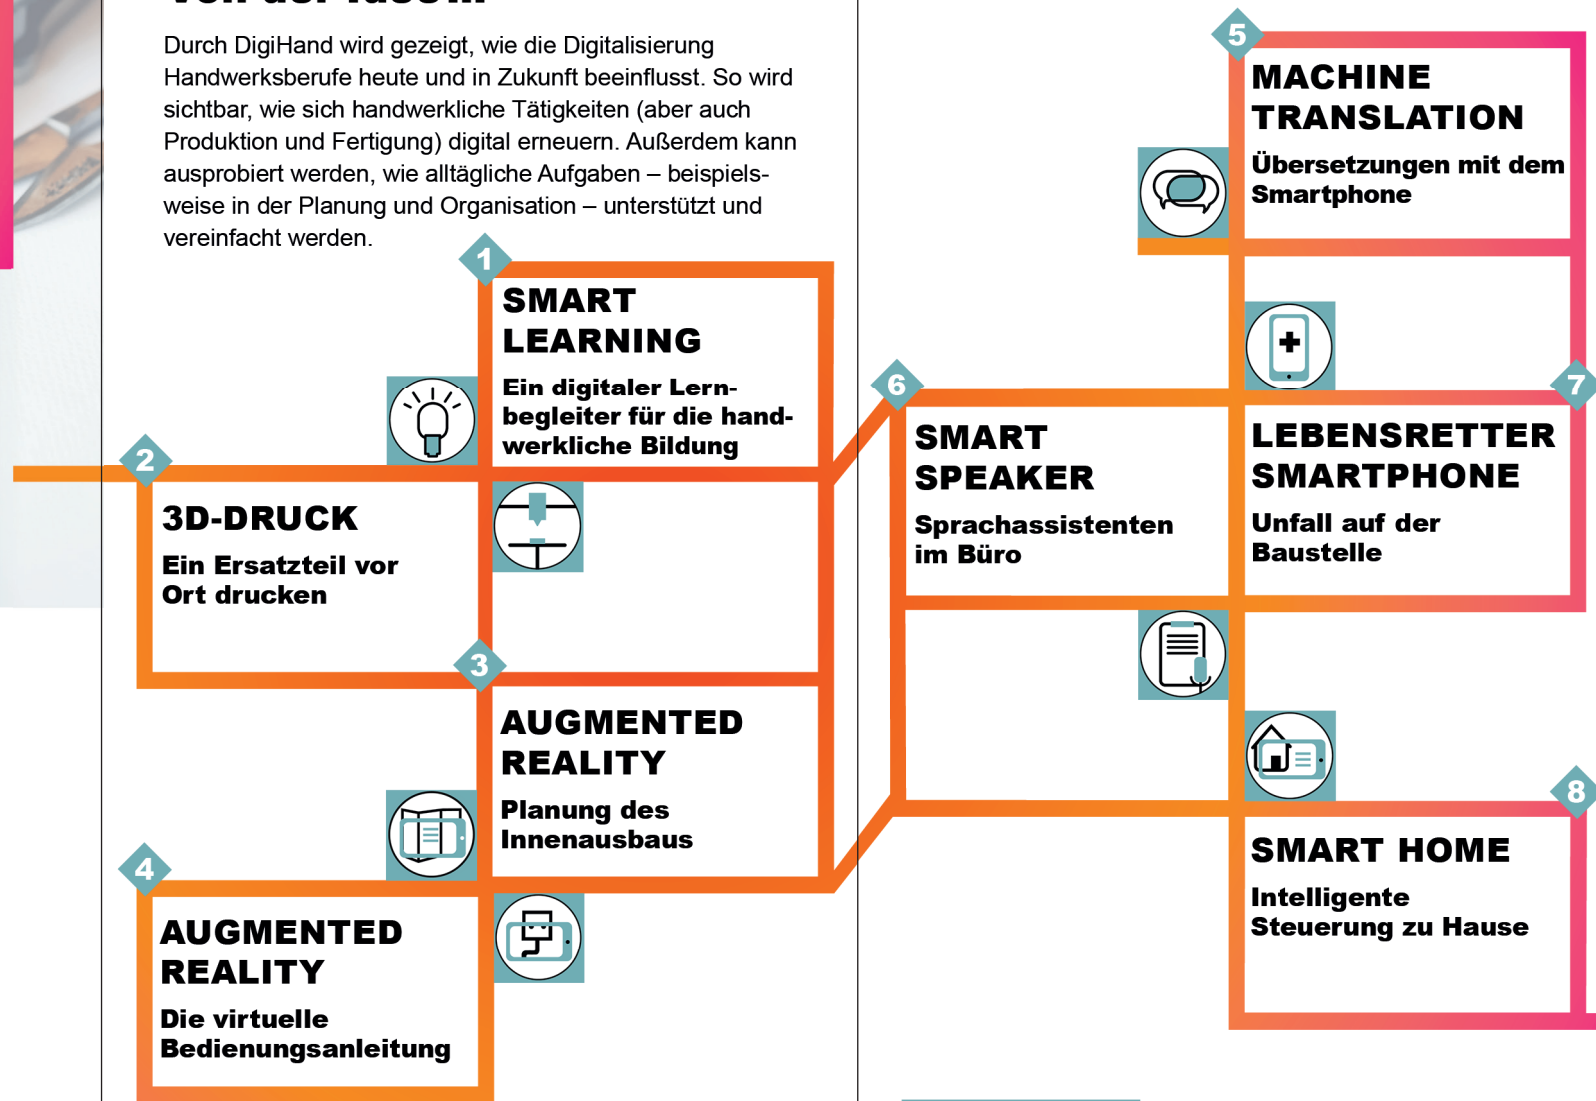 Von der Idee...
Durch DigiHand wird gezeigt, wie die Digitalisierung
Handwerksberufe heute und in Zukunft beeinflusst. So wird
sichtbar, wie sich handwerkliche Tätigkeiten (aber auch
Produktion und Fertigung) digital erneuern. Außerdem kann
ausprobiert werden, wie alltägliche Aufgaben – beispiels-
weise in der Planung und Organisation – unterstützt und
vereinfacht werden.
1
SMART
LEARNING
Ein digitaler Lern-
begleiter für die hand-
werkliche Bildung
2
3D-DRUCK
Ein Ersatzteil vor
Ort drucken
3
AUGMENTED
REALITY
Planung des
Innenausbaus
4
AUGMENTED
REALITY
Die virtuelle
Bedienungsanleitung
5
MACHINE
TRANSLATION
Übersetzungen mit dem
Smartphone
6
SMART
SPEAKER
Sprachassistenten
im Büro
7
LEBENSRETTER
SMARTPHONE
Unfall auf der
Baustelle
8
SMART HOME
Intelligente
Steuerung zu Hause